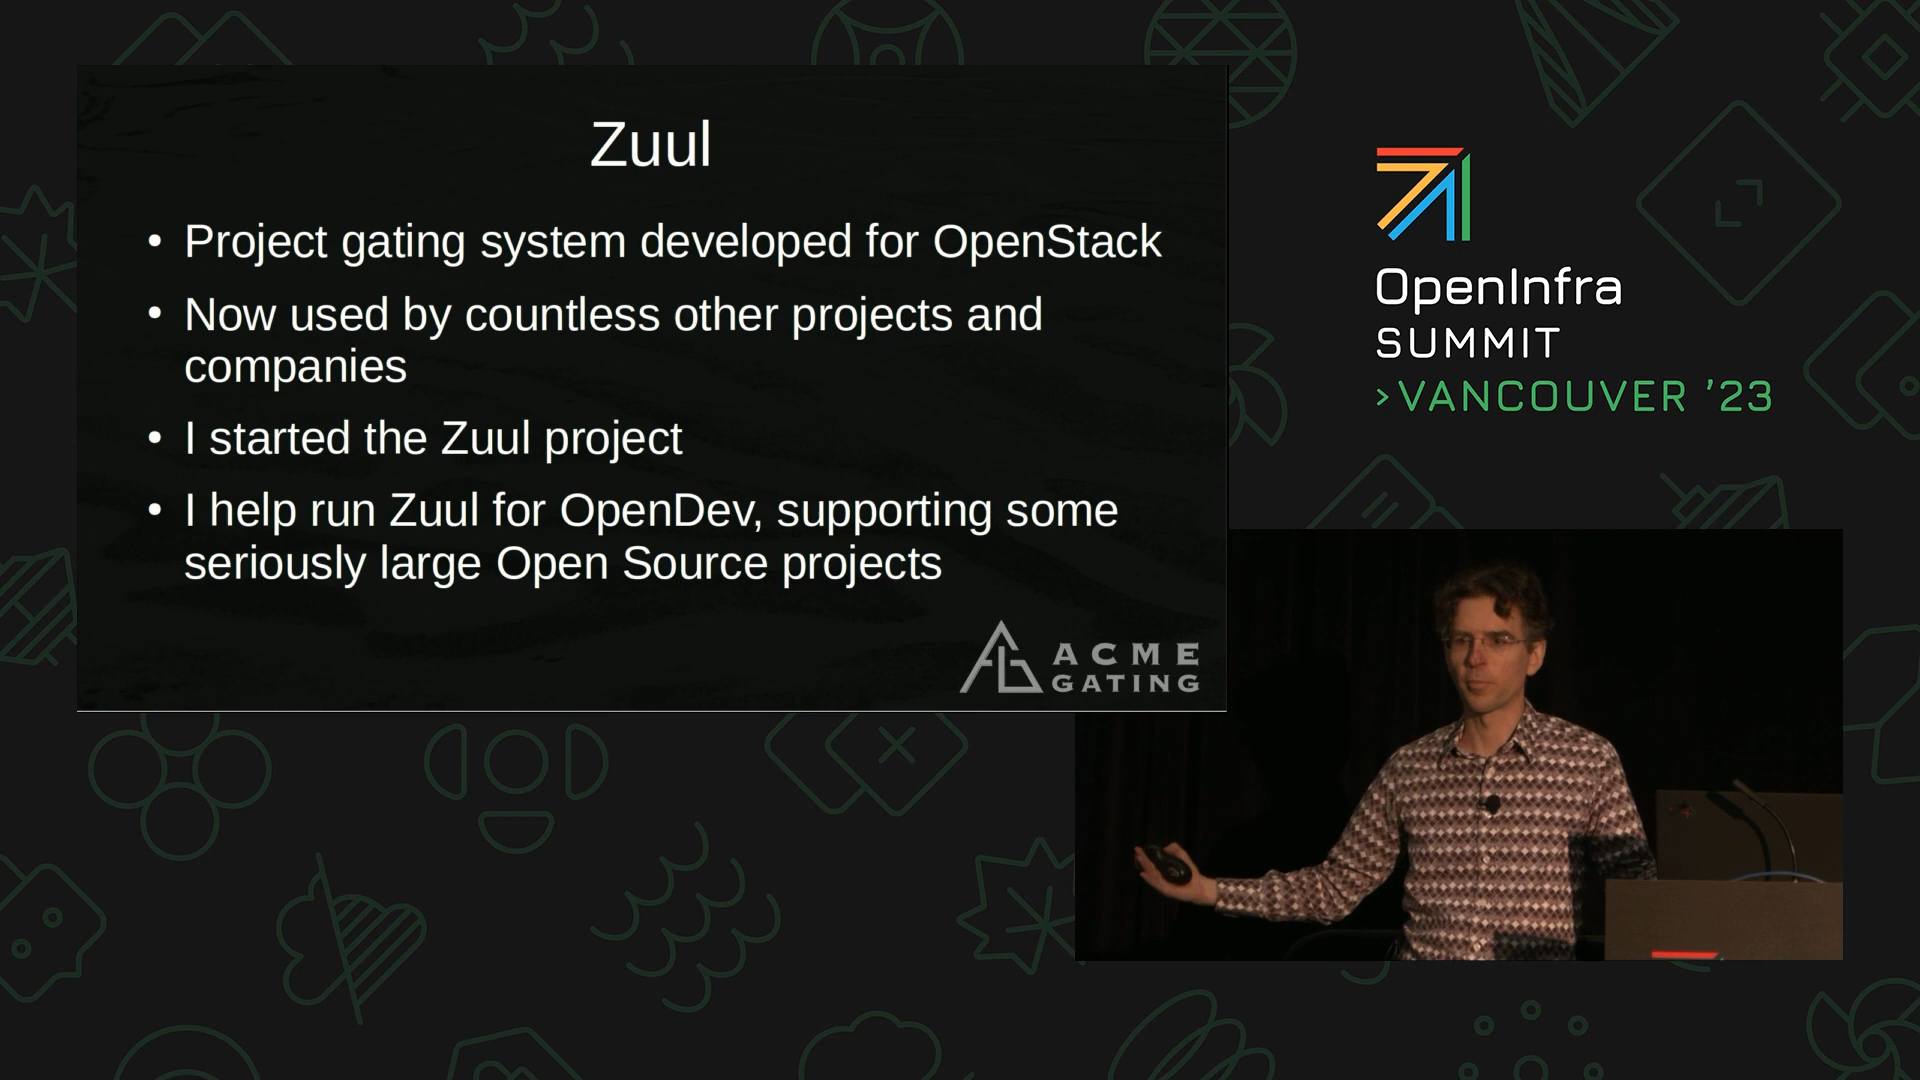 Zuul
• Project gating system developed for OpenStack
• Now used by countless other projects and
companies
• I started the Zuul project
• I help run Zuul for OpenDev, supporting some
seriously large Open Source projects
ACME
GATING
OpenInfra
SUMMIT
>VANCOUVER ’23